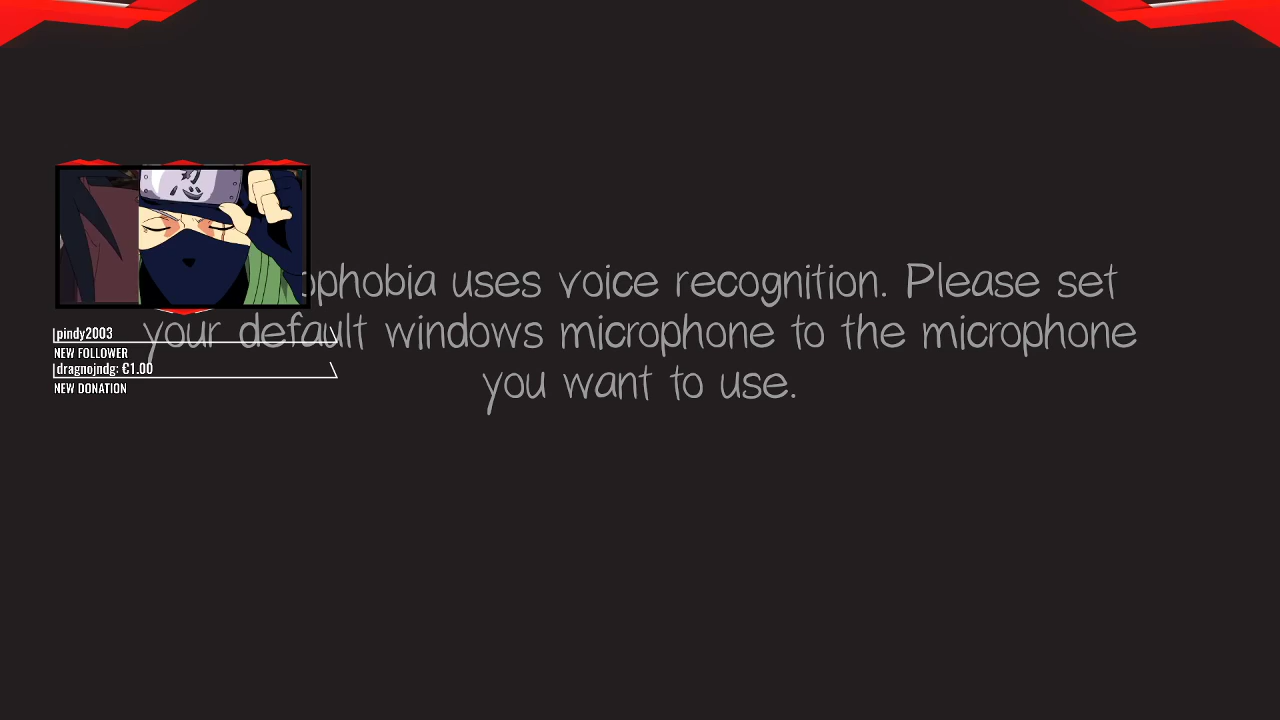 ophobia uses voice recognition. Please set
your default windows microphone to the microphone
you want to use.
pindy2003
NEW FOLLOWER
dragnojndg: €1.00
NEW DONATION